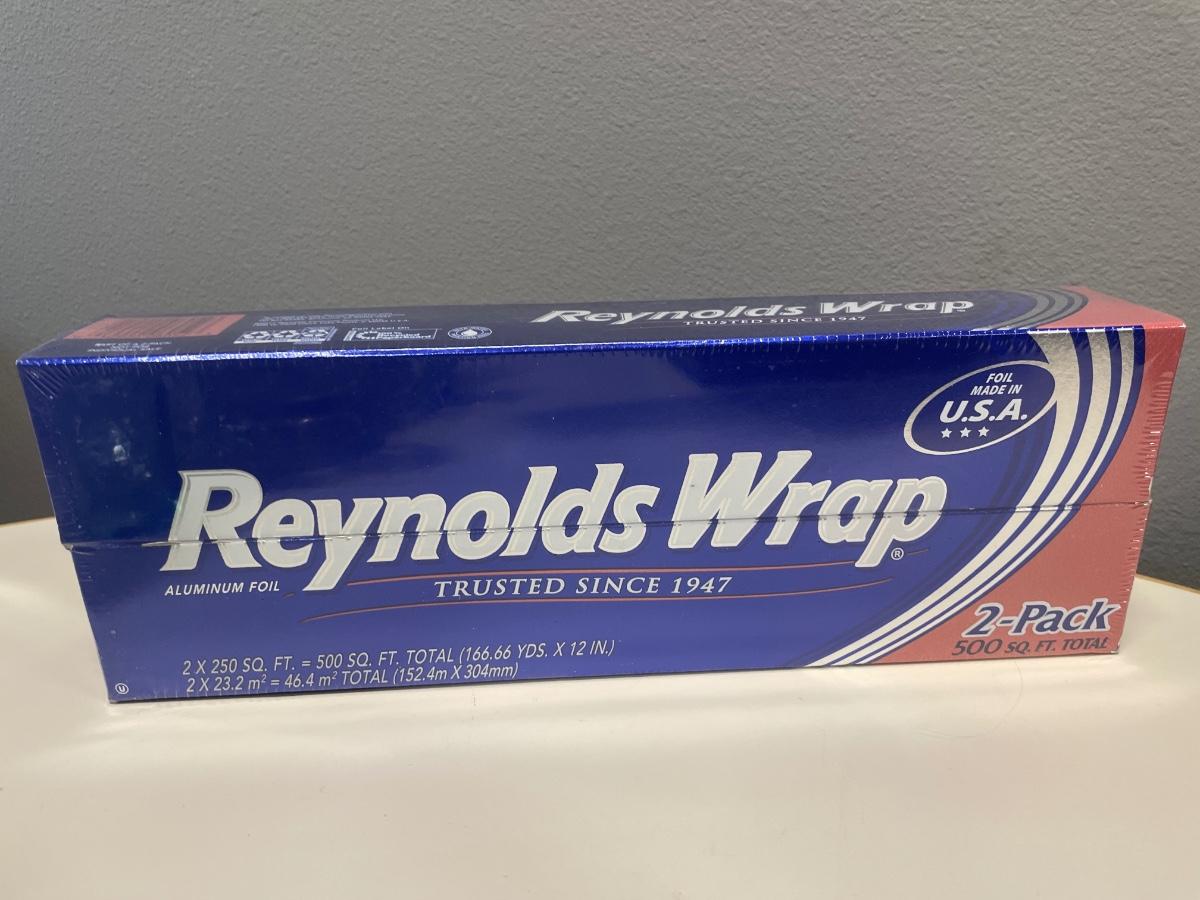 Reynolds Wrap
TRUSTED SINCE 1947
FOIL
MADE IN
U.S.A.
Reynolds Wrap®
ALUMINUM FOIL
TRUSTED SINCE 1947
2-Pack
500 SQ. FT. TOTAL
2 X 250 SQ. FT. = 500 SQ. FT. TOTAL (166.66 YDS. X 12 IN.)
2 X 23.2 m² = 46.4 m² TOTAL (152.4m X 304mm)
U